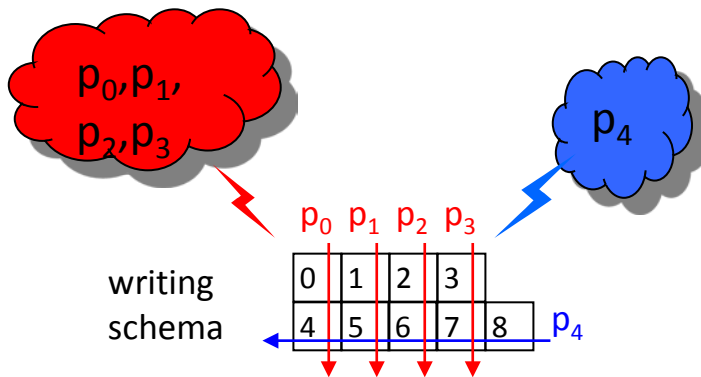 p₀,p₁,
p₂,p₃
p₄
p₀ p₁ p₂ p₃
writing
schema
0 1 2 3
4 5 6 7 8
p₄